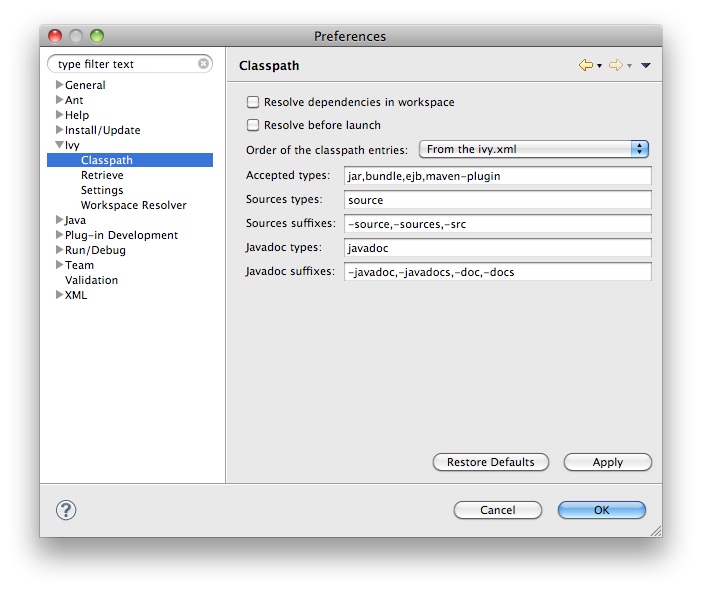 Preferences
type filter text
General
Ant
Help
Install/Update
Ivy
Classpath
Retrieve
Settings
Workspace Resolver
Java
Plug-in Development
Run/Debug
Team
Validation
XML
Classpath
Resolve dependencies in workspace
Resolve before launch
Order of the classpath entries: From the ivy.xml
Accepted types: jar,bundle,ejb,maven-plugin
Sources types: source
Sources suffixes: -source,-sources,-src
Javadoc types: javadoc
Javadoc suffixes: -javadoc,-javadocs,-doc,-docs
Restore Defaults Apply
? Cancel OK